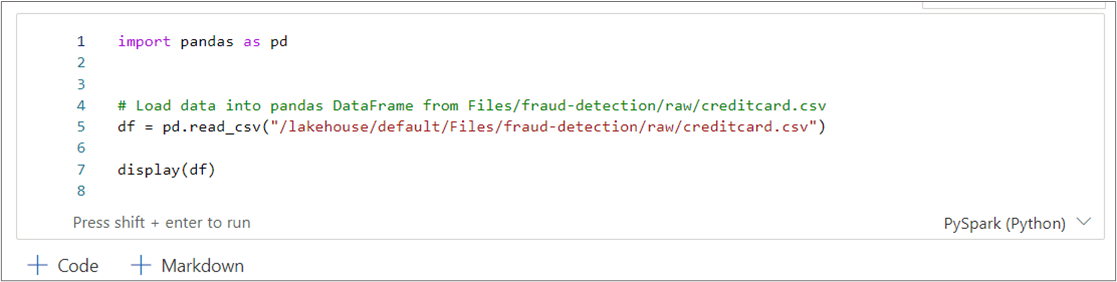 1 import pandas as pd
2
3
4 # Load data into pandas DataFrame from Files/fraud-detection/raw/creditcard.csv
5 df = pd.read_csv("/lakehouse/default/Files/fraud-detection/raw/creditcard.csv")
6
7 display(df)
8
Press shift + enter to run PySpark (Python)
+ Code + Markdown